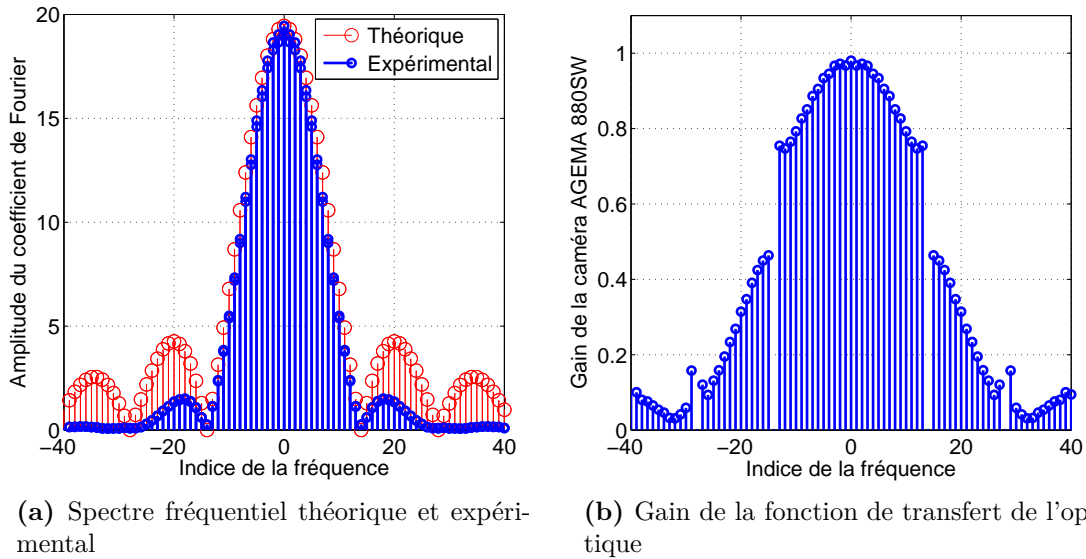 20
15
10
5
0
−40
−20
0
20
40
Amplitude du coefficient de Fourier
Indice de la fréquence
Théorique
Expérimental
1
0.8
0.6
0.4
0.2
0
−40
−20
0
20
40
Gain de la caméra AGEMA 880SW
Indice de la fréquence
(a) Spectre fréquentiel théorique et expéri-
mental
(b) Gain de la fonction de transfert de l'op
tique